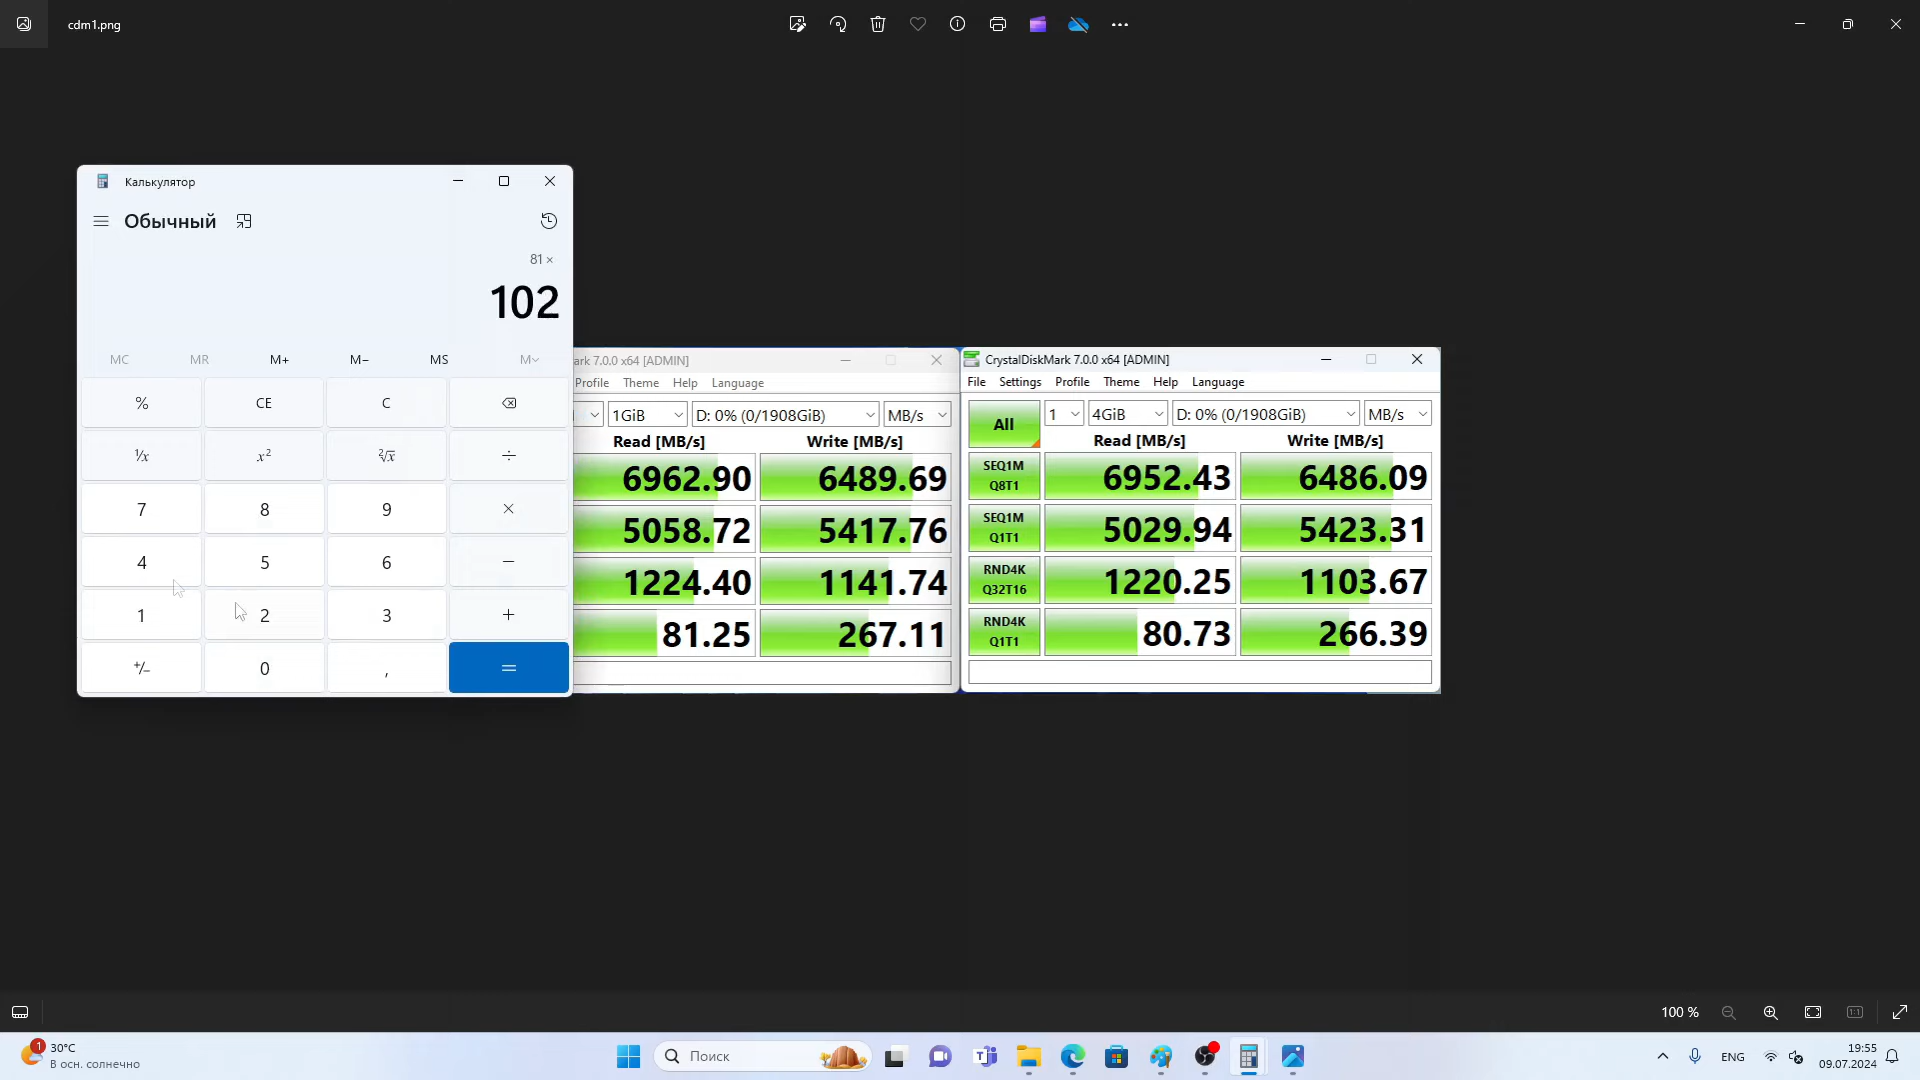 cdm1.png
Калькулятор
Обычный
81 ×
102
MC MR M+ M− MS M˅
% CE C
¹/x x² ²√x ÷
7 8 9 ×
4 5 6 −
1 2 3 +
+/− 0 , =
ark 7.0.0 x64 [ADMIN]
Profile Theme Help Language
1GiB D: 0% (0/1908GiB) MB/s
Read [MB/s] Write [MB/s]
6962.90 6489.69
5058.72 5417.76
1224.40 1141.74
81.25 267.11
CrystalDiskMark 7.0.0 x64 [ADMIN]
File Settings Profile Theme Help Language
All 1 4GiB D: 0% (0/1908GiB) MB/s
Read [MB/s] Write [MB/s]
SEQ1M
Q8T1
6952.43 6486.09
SEQ1M
Q1T1
5029.94 5423.31
RND4K
Q32T16
1220.25 1103.67
RND4K
Q1T1
80.73 266.39
100 %
1:1
1
30°C
В осн. солнечно
Поиск
ENG
19:55
09.07.2024